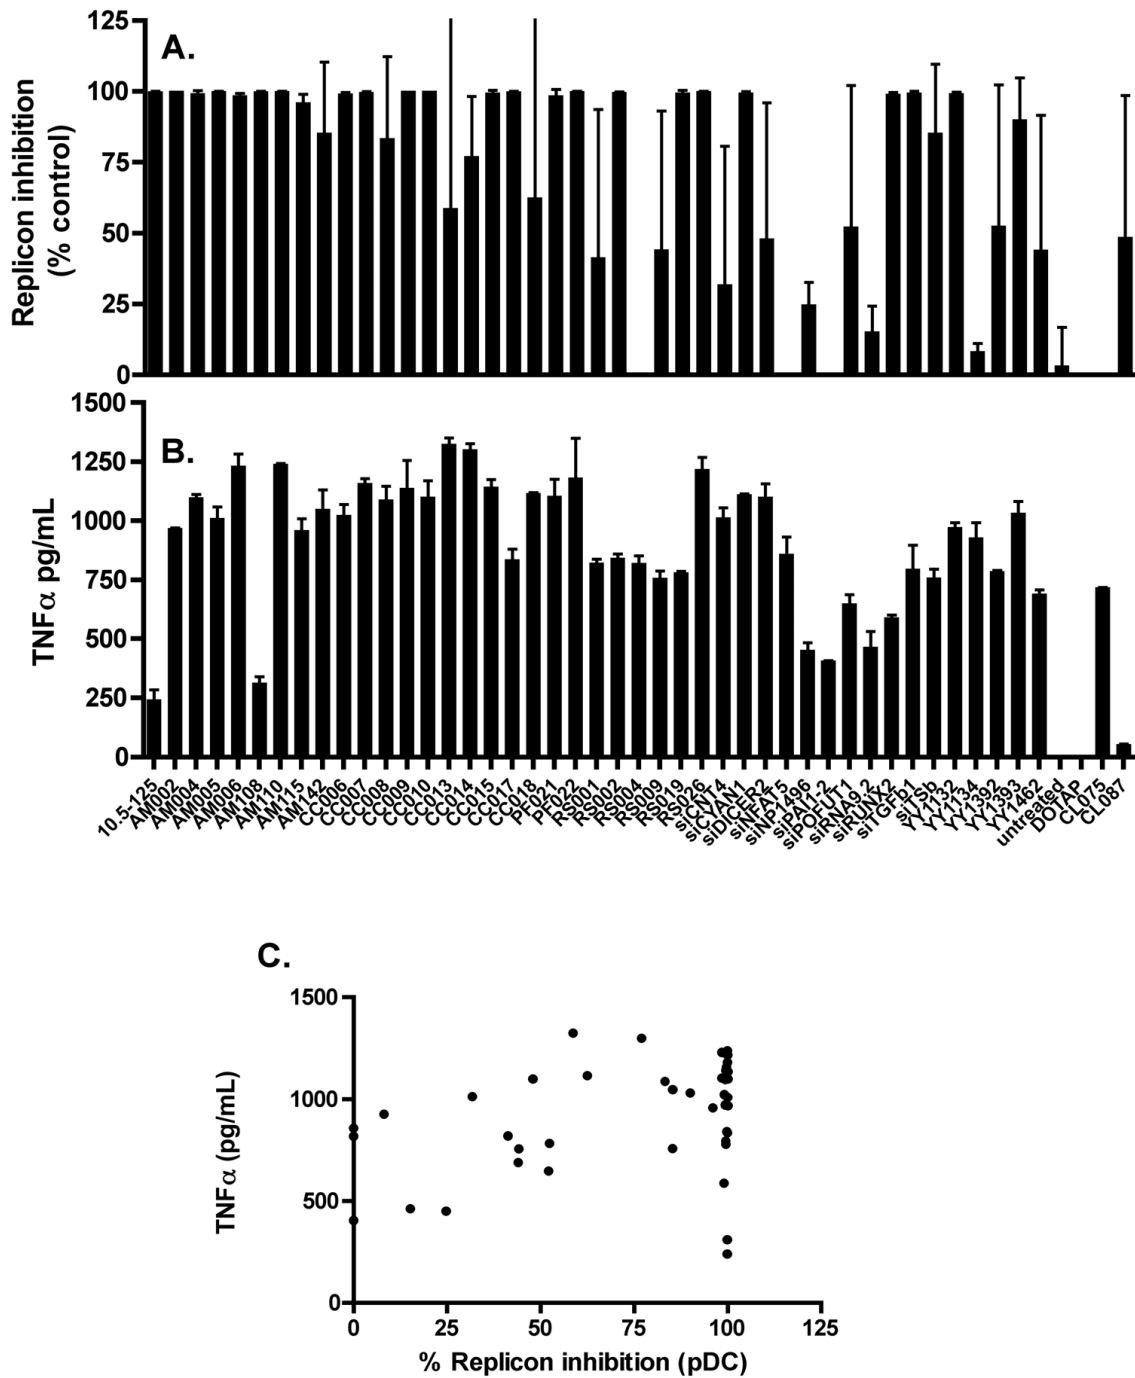 A.
Replicon inhibition
(% control)
125
100
75
50
25
0
B.
TNFα pg/mL
1500
1250
1000
750
500
250
0
10.5-125
AM002
AM004
AM005
AM006
AM108
AM110
AM115
AM142
CC006
CC007
CC008
CC009
CC010
CC013
CC014
CC015
CC017
CC018
PF021
PF022
RS001
RS002
RS004
RS009
RS019
RS026
siCNT4
siCYAN1
siDICER2
siNFAT5
siNP1496
siPAI1-2
siPOFUT1
siRNA9.2
siRUNX2
siTGFb1
siTSb
YY1132
YY1134
YY1392
YY1393
YY1462
untreated
DOTAP
CL075
CL087
C.
TNFα (pg/mL)
1500
1000
500
0
0
25
50
75
100
125
% Replicon inhibition (pDC)